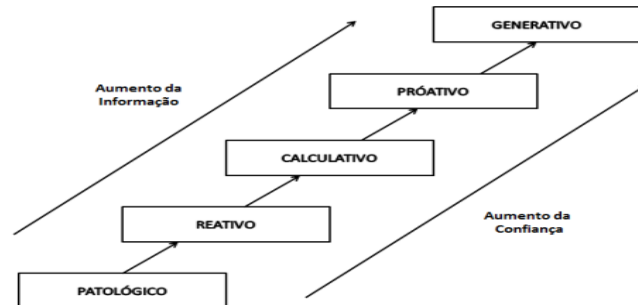 GENERATIVO
PRÓATIVO
Aumento da
Informação
CALCULATIVO
REATIVO
Aumento da
Confiança
PATOLÓGICO